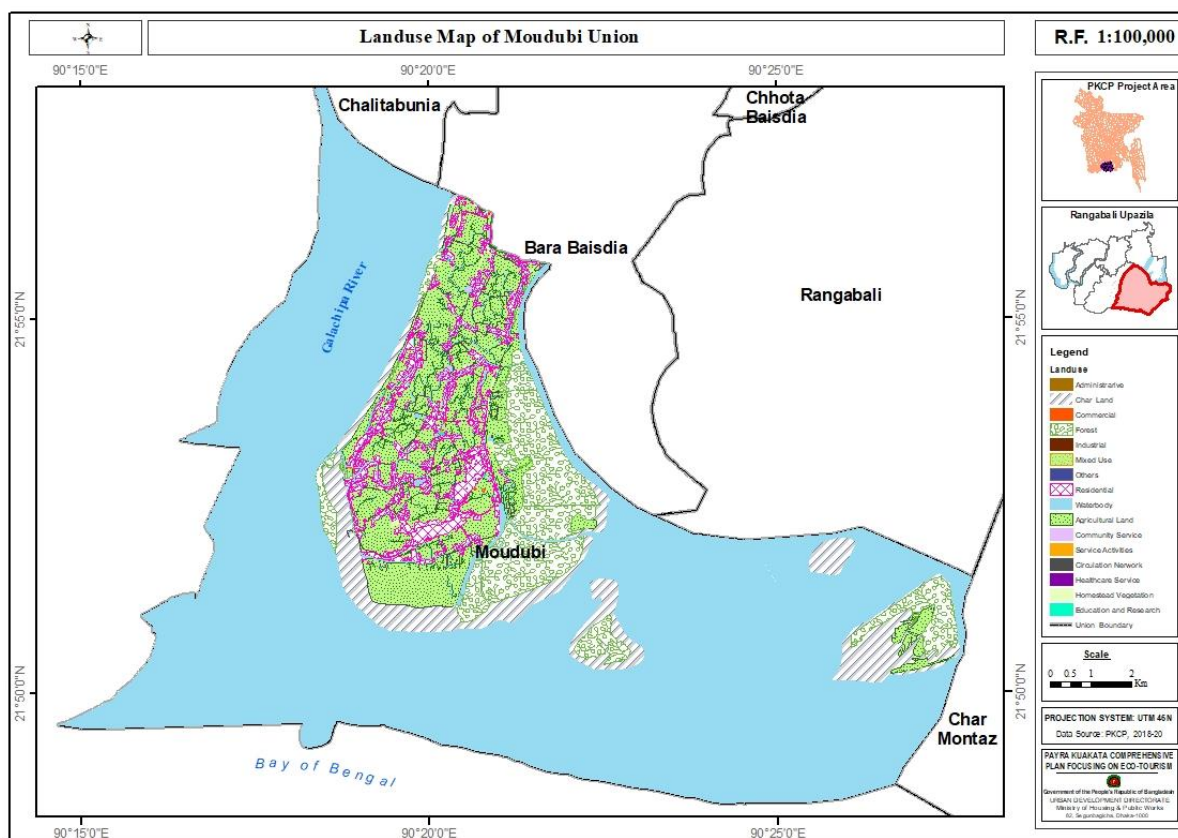 Landuse Map of Moudubi Union
R.F. 1:100,000
90°15'0"E
90°20'0"E
90°25'0"E
Chalitabunia
Chhota
Baisdia
Bara Baisdia
Rangabali
Galachipa River
21°55'0"N
21°55'0"N
Moudubi
21°50'0"N
21°50'0"N
Char
Montaz
Bay of Bengal
90°15'0"E
90°20'0"E
90°25'0"E
PKCP Project Area
Rangabali Upazila
Legend
Landuse
Administrative
Char Land
Commercial
Forest
Industrial
Mixed Use
Others
Residential
Waterbody
Agricultural Land
Community Service
Service Activities
Circulation Nerwork
Healthcare Service
Homestead Vegetation
Education and Research
Union Boundary
Scale
0 0.5 1 2
Km
PROJECTION SYSTEM: UTM 46N
Data Source: PKCP, 2018-20
PAYRA KUAKATA COMPREHENSIVE
PLAN FOCUSING ON ECO-TOURISM
Government of the People's Republic of Bangladesh
URBAN DEVELOPMENT DIRECTORATE
Ministry of Housing & Public Works
82, Segunbagicha, Dhaka-1000